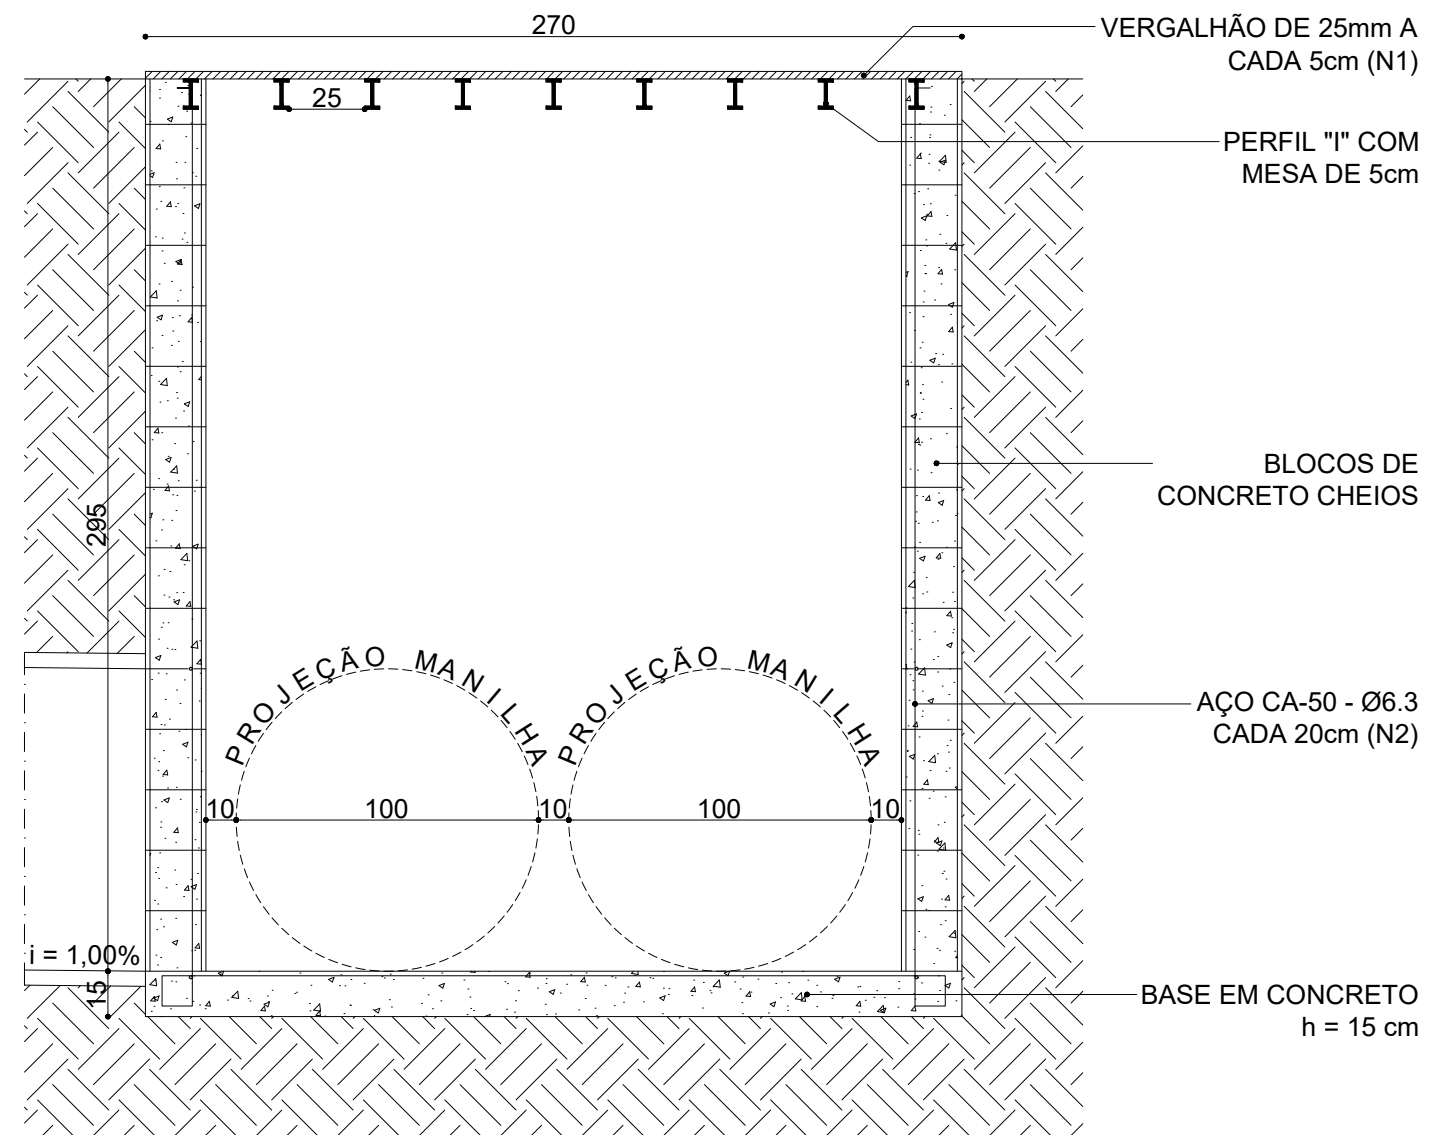 270
VERGALHÃO DE 25mm A
CADA 5cm (N1)
25
PERFIL "I" COM
MESA DE 5cm
BLOCOS DE
CONCRETO CHEIOS
295
PROJEÇÃO MANILHA
PROJEÇÃO MANILHA
AÇO CA-50 - Ø6.3
CADA 20cm (N2)
10
100
10
100
10
i = 1,00%
15
BASE EM CONCRETO
h = 15 cm